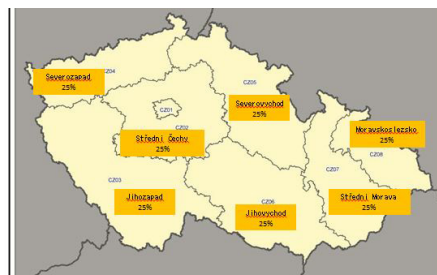 CZ04
Severozapad
25%
CZ05
Severovychod
25%
CZ01
CZ02
Střední Čechy
25%
Moravskoslezsko
25%
CZ08
CZ03
Jihozapad
25%
CZ06
Jihovychod
25%
CZ07
Střední Morava
25%